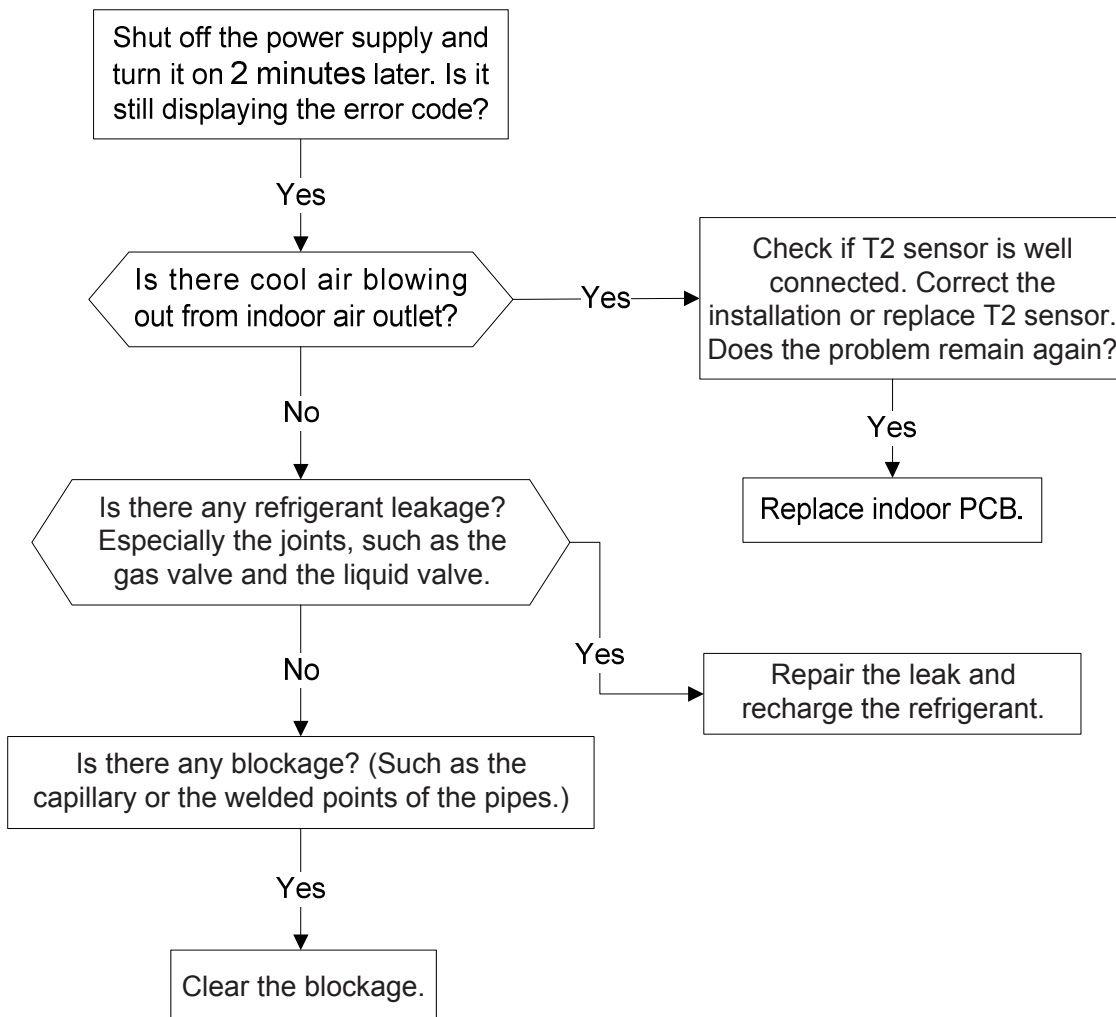 Shut off the power supply and
turn it on 2 minutes later. Is it
still displaying the error code?
Yes
Is there cool air blowing
out from indoor air outlet?
Yes
Check if T2 sensor is well
connected. Correct the
installation or replace T2 sensor.
Does the problem remain again?
Yes
Replace indoor PCB.
No
Is there any refrigerant leakage?
Especially the joints, such as the
gas valve and the liquid valve.
Yes
Repair the leak and
recharge the refrigerant.
No
Is there any blockage? (Such as the
capillary or the welded points of the pipes.)
Yes
Clear the blockage.